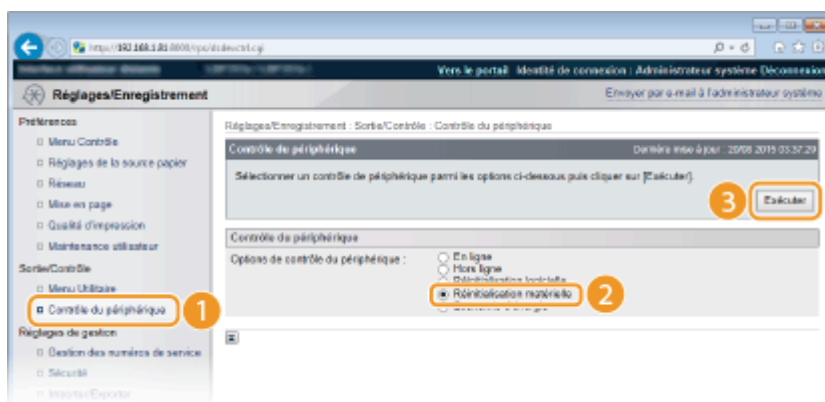 Vers le portail Identité de connexion : Administrateur système Déconnexion
Réglages/Enregistrement
Envoyer par e-mail à l'administrateur système
Préférences
Menu Contrôle
Réglages de la source papier
Réseau
Mise en page
Qualité d'impression
Maintenance utilisateur
Sortie/Contrôle
Menu Utilitaire
Contrôle du périphérique
1
Réglages de gestion
Gestion des numéros de service
Sécurité
Importer/Exporter
Réglages/Enregistrement : Sortie/Contrôle : Contrôle du périphérique
Contrôle du périphérique
Dernière mise à jour : 20/08 2015 03:37:29
Sélectionner un contrôle de périphérique parmi les options ci-dessous puis cliquer sur [Exécuter].
3
Exécuter
Contrôle du périphérique
Options de contrôle du périphérique :
En ligne
Hors ligne
Réinitialisation logicielle
Réinitialisation matérielle
2